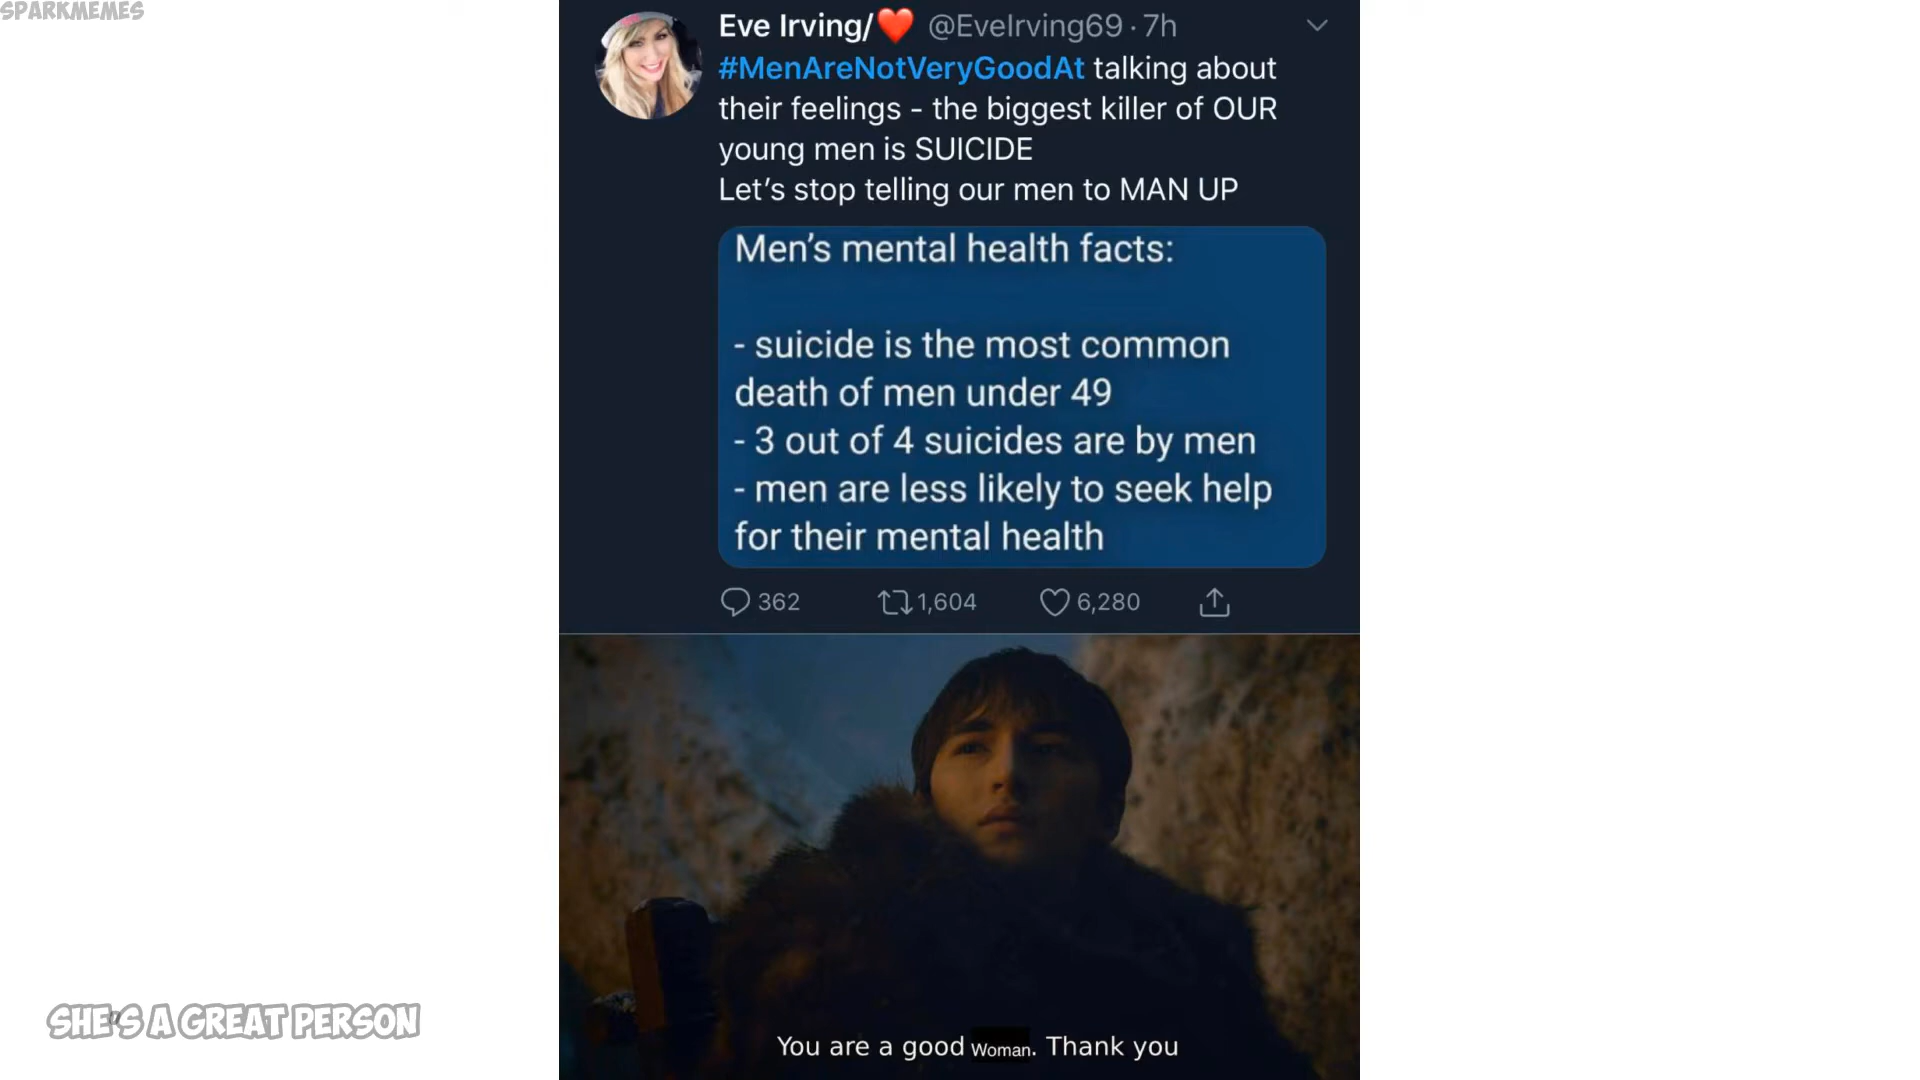 SPARKMEMES
Eve Irving/❤️ @EveIrving69 · 7h
#MenAreNotVeryGoodAt talking about
their feelings - the biggest killer of OUR
young men is SUICIDE
Let's stop telling our men to MAN UP
Men's mental health facts:
- suicide is the most common
death of men under 49
- 3 out of 4 suicides are by men
- men are less likely to seek help
for their mental health
362 1,604 6,280
You are a good Woman. Thank you
SHE'S A GREAT PERSON